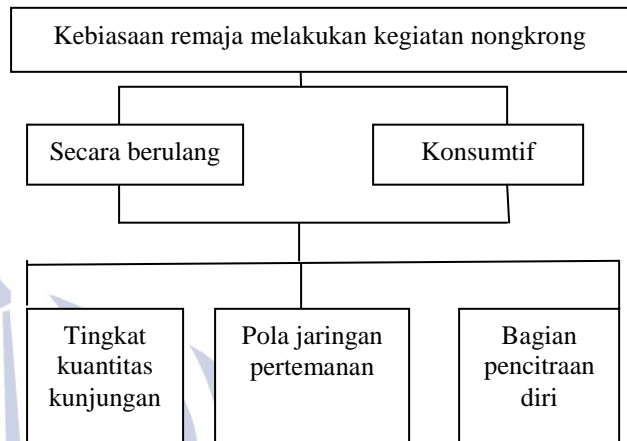 Kebiasaan remaja melakukan kegiatan nongkrong
Secara berulang
Konsumtif
Tingkat
kuantitas
kunjungan
Pola jaringan
pertemanan
Bagian
pencitraan
diri